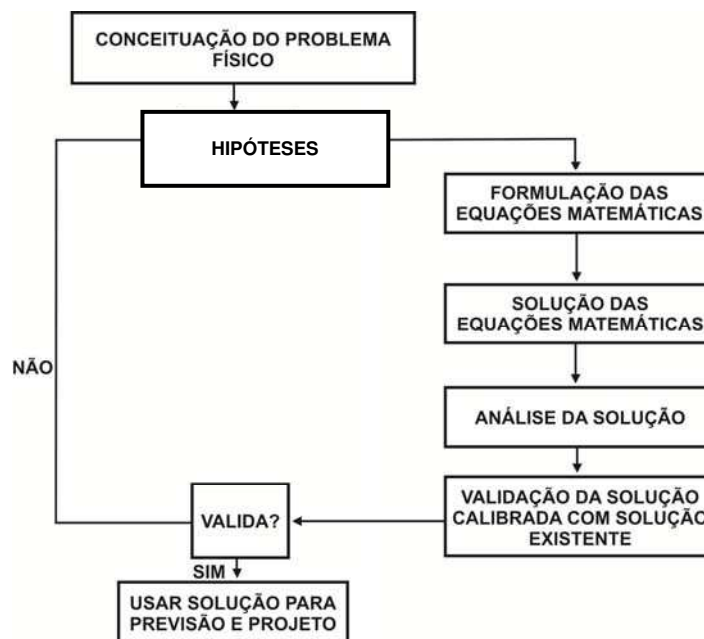 CONCEITUAÇÃO DO PROBLEMA
FÍSICO
HIPÓTESES
FORMULAÇÃO DAS
EQUAÇÕES MATEMÁTICAS
SOLUÇÃO DAS
EQUAÇÕES MATEMÁTICAS
NÃO
ANÁLISE DA SOLUÇÃO
VALIDAÇÃO DA SOLUÇÃO
CALIBRADA COM SOLUÇÃO
EXISTENTE
VALIDA?
SIM
USAR SOLUÇÃO PARA
PREVISÃO E PROJETO